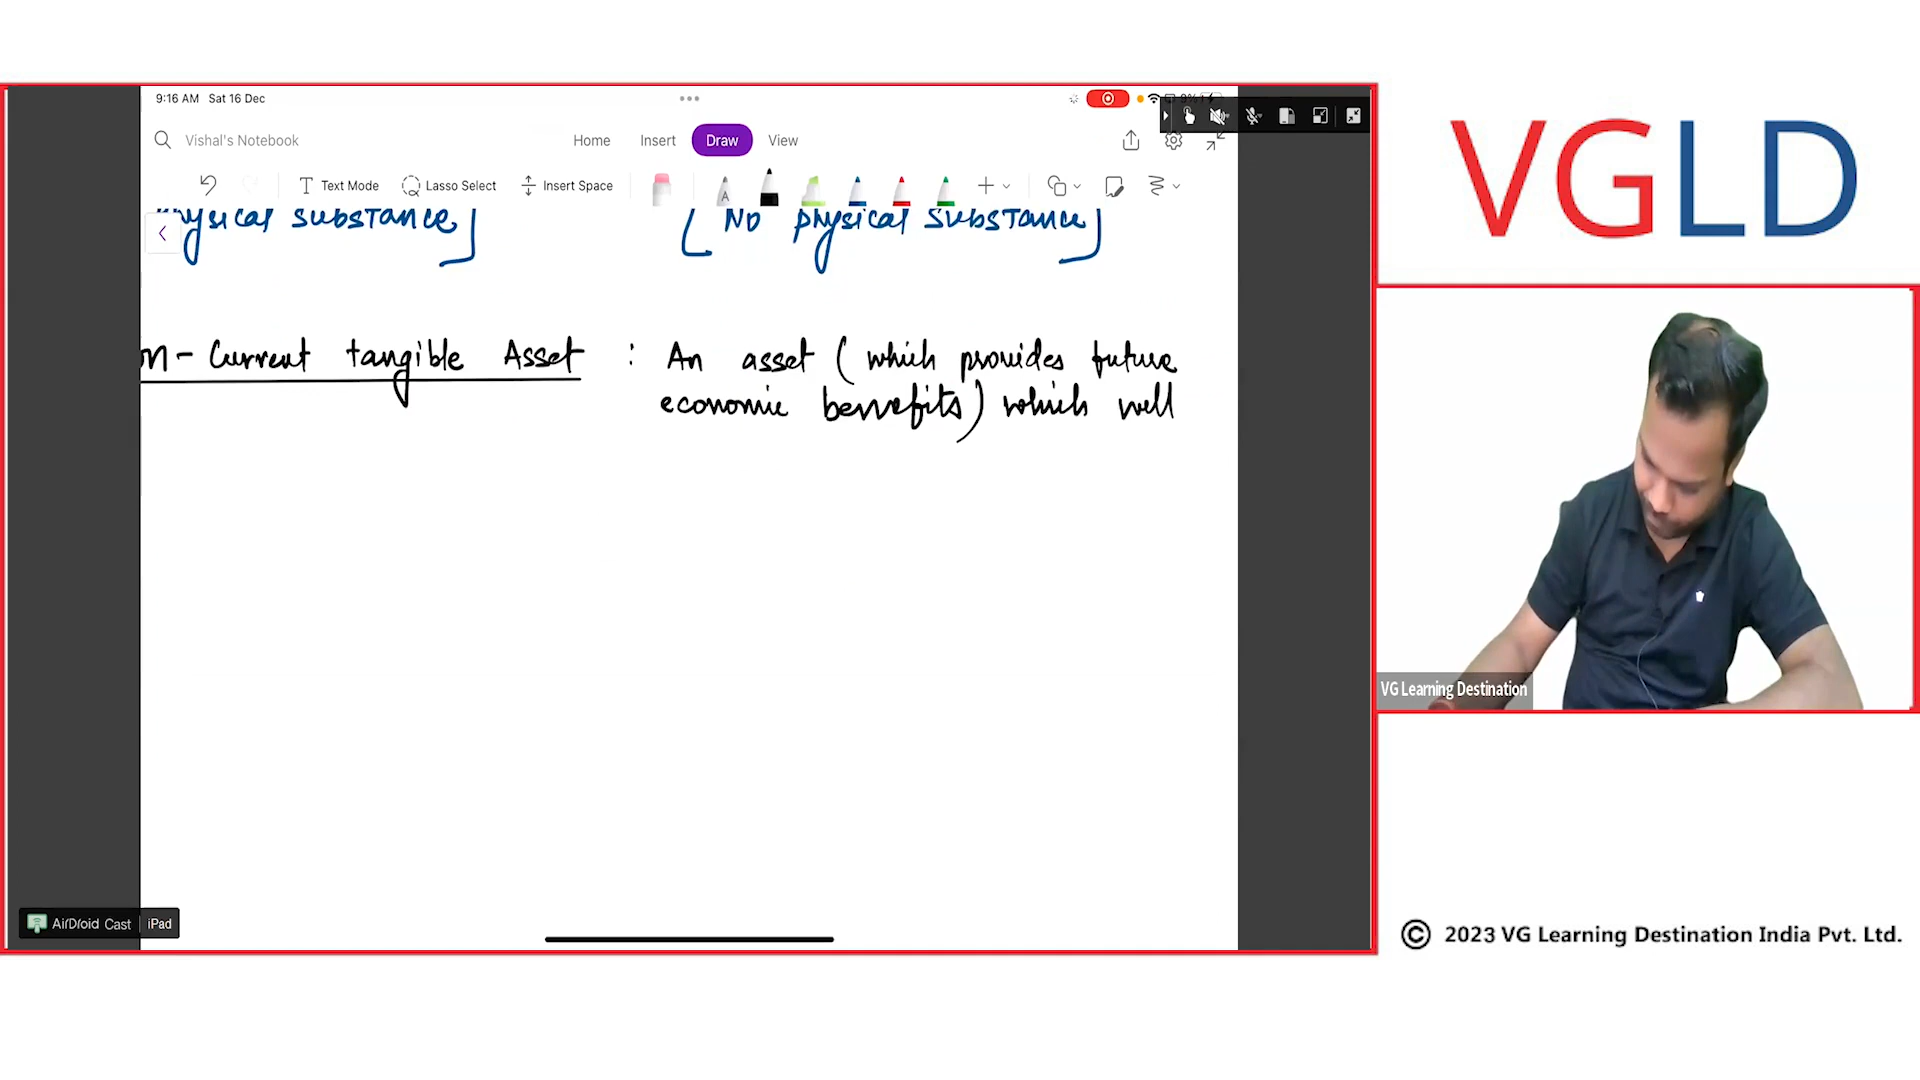 9:16 AM Sat 16 Dec
Vishal's Notebook
Home Insert Draw View
Text Mode Lasso Select Insert Space
physical substance] [No physical substance]
on-Current tangible Asset : An asset (which provides future
economic benefits) which will
VGLD
VG Learning Destination
AirDroid Cast iPad
© 2023 VG Learning Destination India Pvt. Ltd.